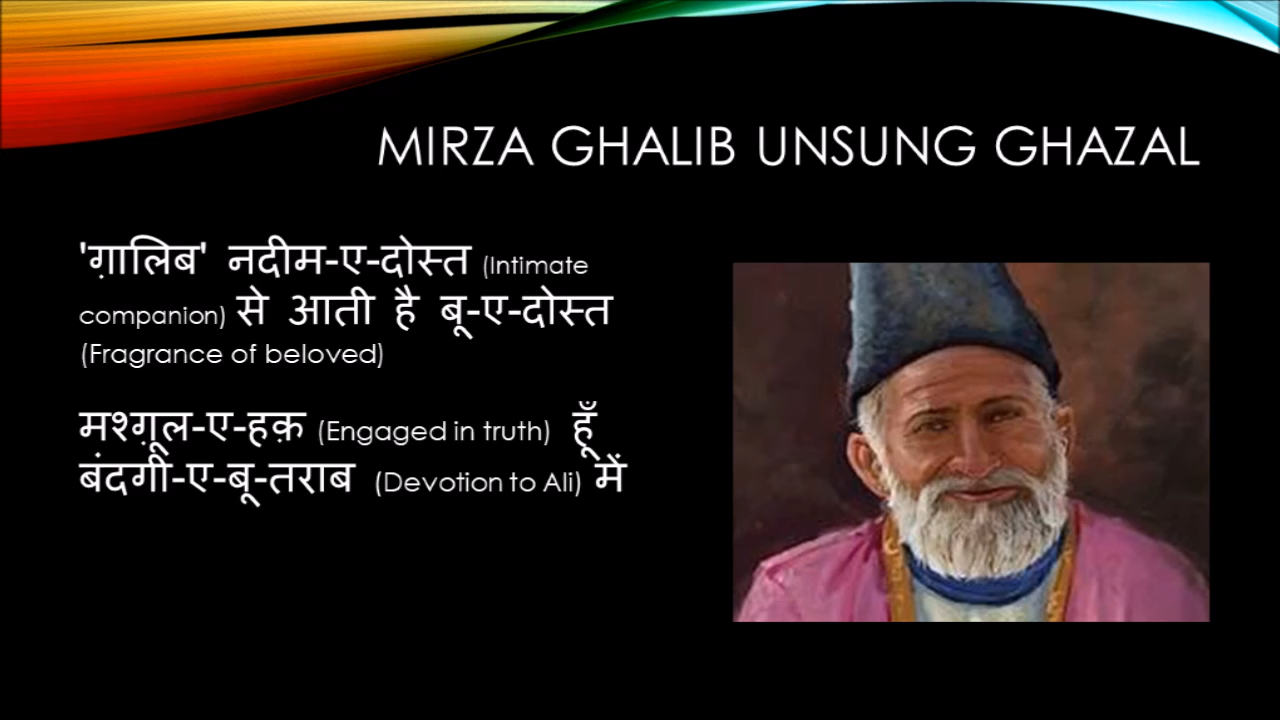 MIRZA GHALIB UNSUNG GHAZAL
'ग़ालिब' नदीम-ए-दोस्त (Intimate
companion) से आती है बू-ए-दोस्त
(Fragrance of beloved)
मश्ग़ूल-ए-हक़ (Engaged in truth) हूँ
बंदगी-ए-बू-तराब (Devotion to Ali) में